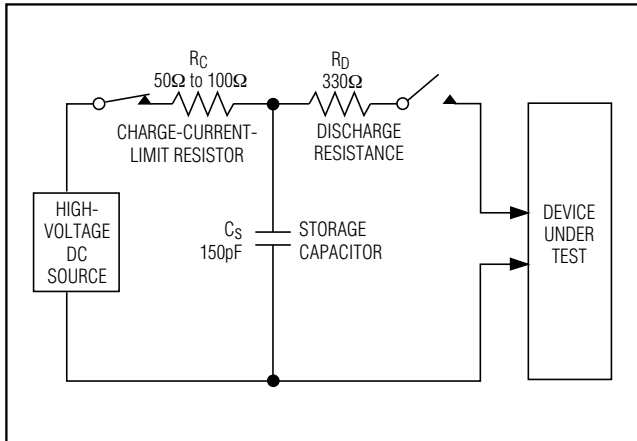 R_C
50Ω to 100Ω
CHARGE-CURRENT-
LIMIT RESISTOR
R_D
330Ω
DISCHARGE
RESISTANCE
HIGH-
VOLTAGE
DC
SOURCE
C_S
150pF
STORAGE
CAPACITOR
DEVICE
UNDER
TEST